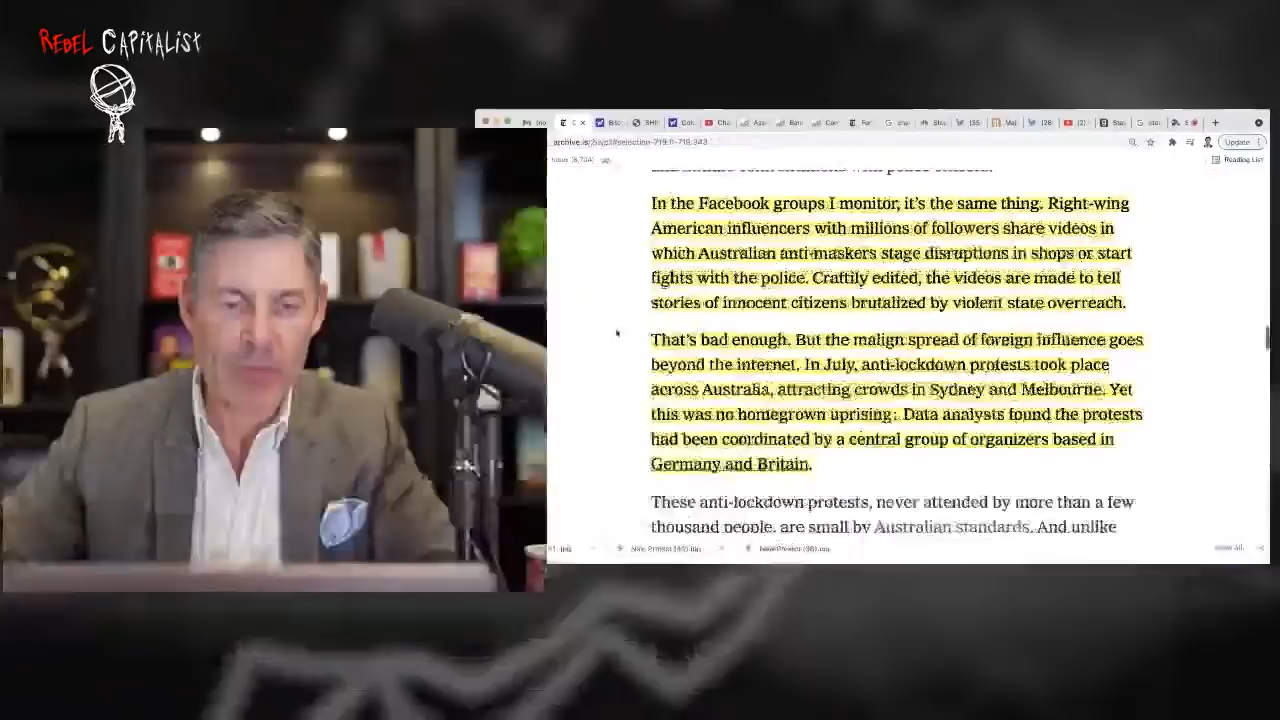 REBEL CAPITALIST
Update
Reading List
In the Facebook groups I monitor, it's the same thing. Right-wing
American influencers with millions of followers share videos in
which Australian anti-maskers stage disruptions in shops or start
fights with the police. Craftily edited, the videos are made to tell
stories of innocent citizens brutalized by violent state overreach.
That's bad enough. But the malign spread of foreign influence goes
beyond the internet. In July, anti-lockdown protests took place
across Australia, attracting crowds in Sydney and Melbourne. Yet
this was no homegrown uprising: Data analysts found the protests
had been coordinated by a central group of organizers based in
Germany and Britain.
These anti-lockdown protests, never attended by more than a few
thousand people, are small by Australian standards. And unlike